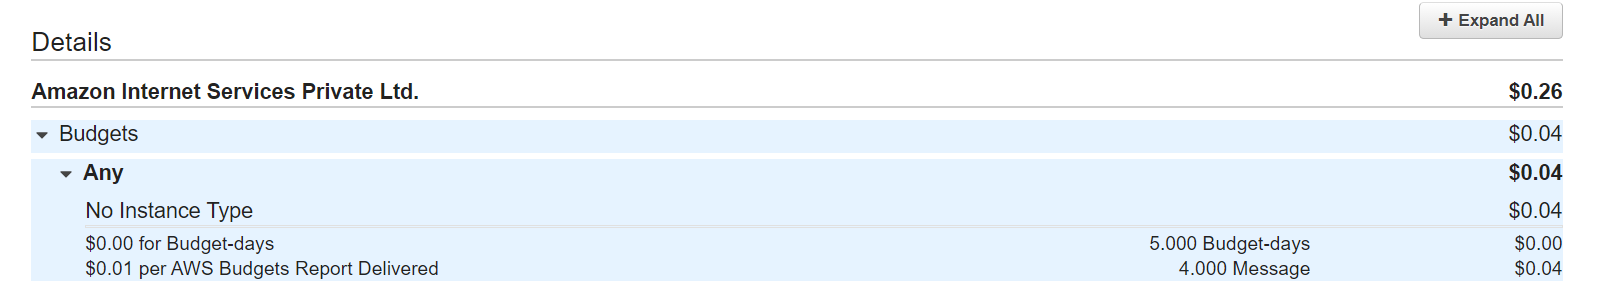 + Expand All
Details
Amazon Internet Services Private Ltd. $0.26
Budgets $0.04
Any $0.04
No Instance Type $0.04
$0.00 for Budget-days 5.000 Budget-days $0.00
$0.01 per AWS Budgets Report Delivered 4.000 Message $0.04